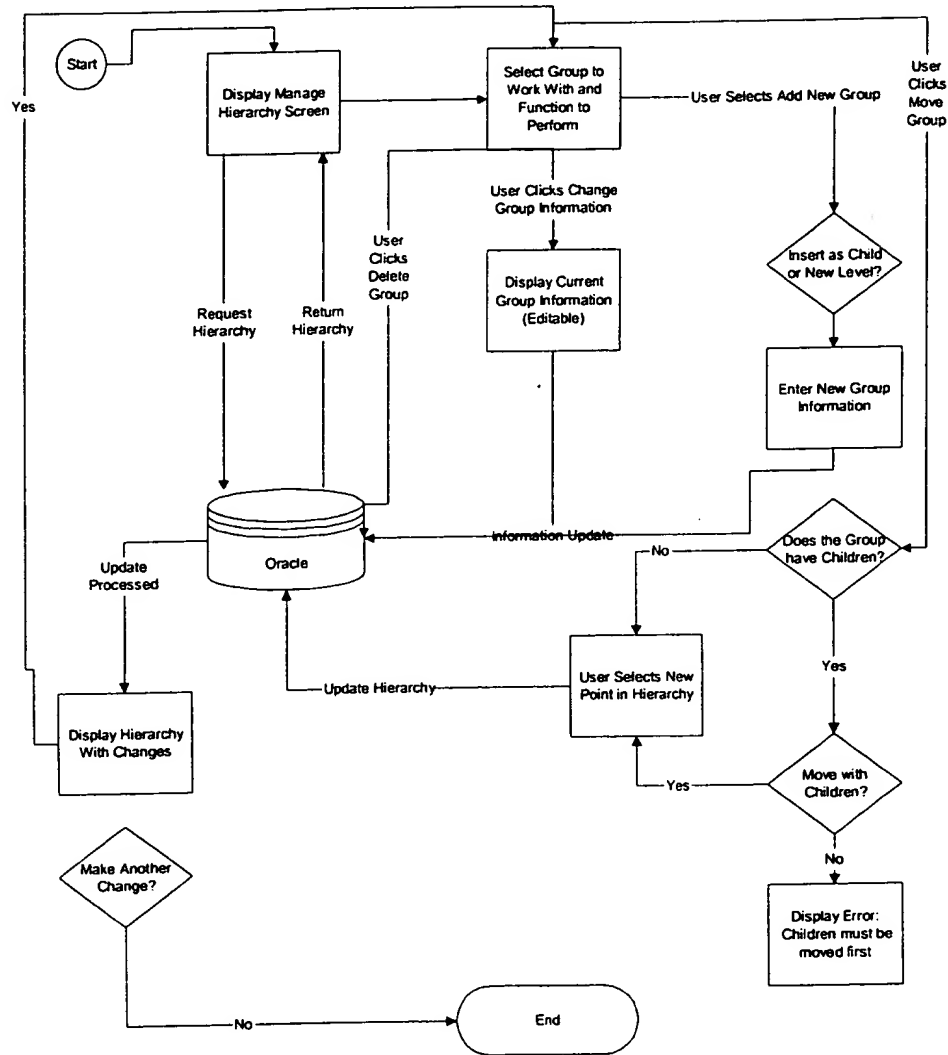 Start
Yes
Display Manage
Hierarchy Screen
Select Group to
Work With and
Function to
Perform
User Selects Add New Group
User
Clicks
Move
Group
User Clicks Change
Group Information
User
Clicks
Delete
Group
Insert as Child
or New Level?
Display Current
Group Information
(Editable)
Request
Hierarchy
Return
Hierarchy
Enter New Group
Information
Information Update
Oracle
No
Does the Group
have Children?
Update
Processed
Update Hierarchy
User Selects New
Point in Hierarchy
Yes
Display Hierarchy
With Changes
Yes
Move with
Children?
No
Make Another
Change?
Display Error:
Children must be
moved first
No
End